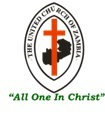 THE UNITED CHURCH OF ZAMBIA
"All One In Christ"